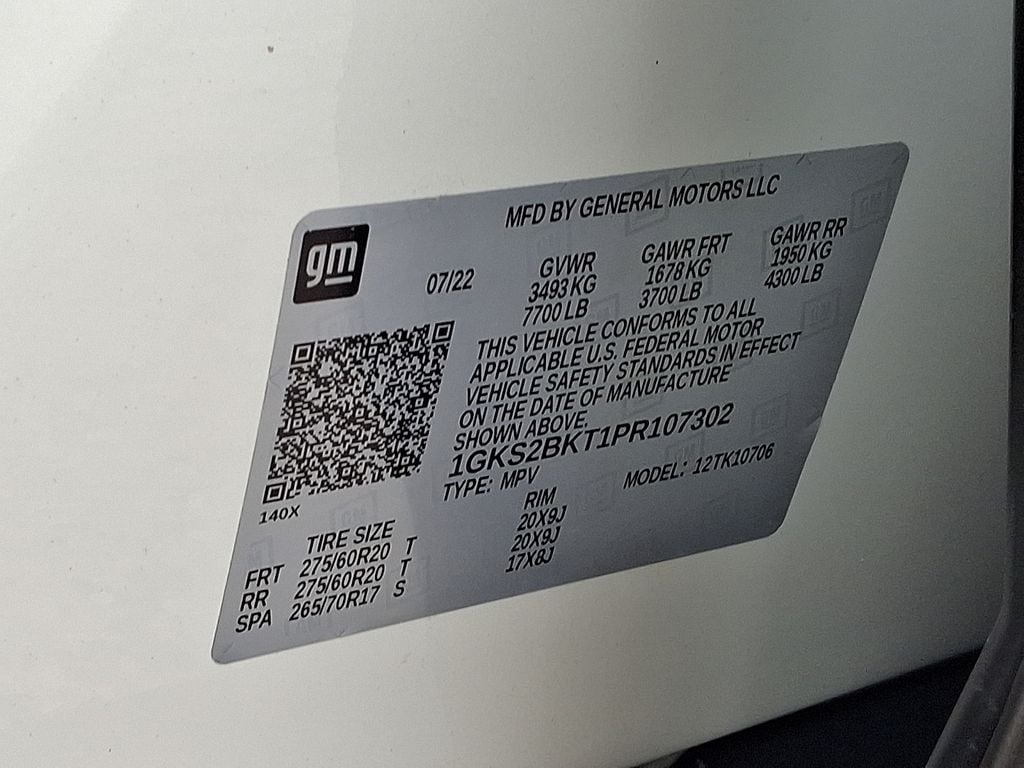 MFD BY GENERAL MOTORS LLC
gm
07/22
GVWR GAWR FRT GAWR RR
3493 KG 1678 KG 1950 KG
7700 LB 3700 LB 4300 LB
THIS VEHICLE CONFORMS TO ALL
APPLICABLE U.S. FEDERAL MOTOR
VEHICLE SAFETY STANDARDS IN EFFECT
ON THE DATE OF MANUFACTURE
SHOWN ABOVE.
1GKS2BKT1PR107302
TYPE: MPV MODEL: 12TK10706
140X
TIRE SIZE RIM
FRT 275/60R20 T 20X9J
RR 275/60R20 T 20X9J
SPA 265/70R17 S 17X8J